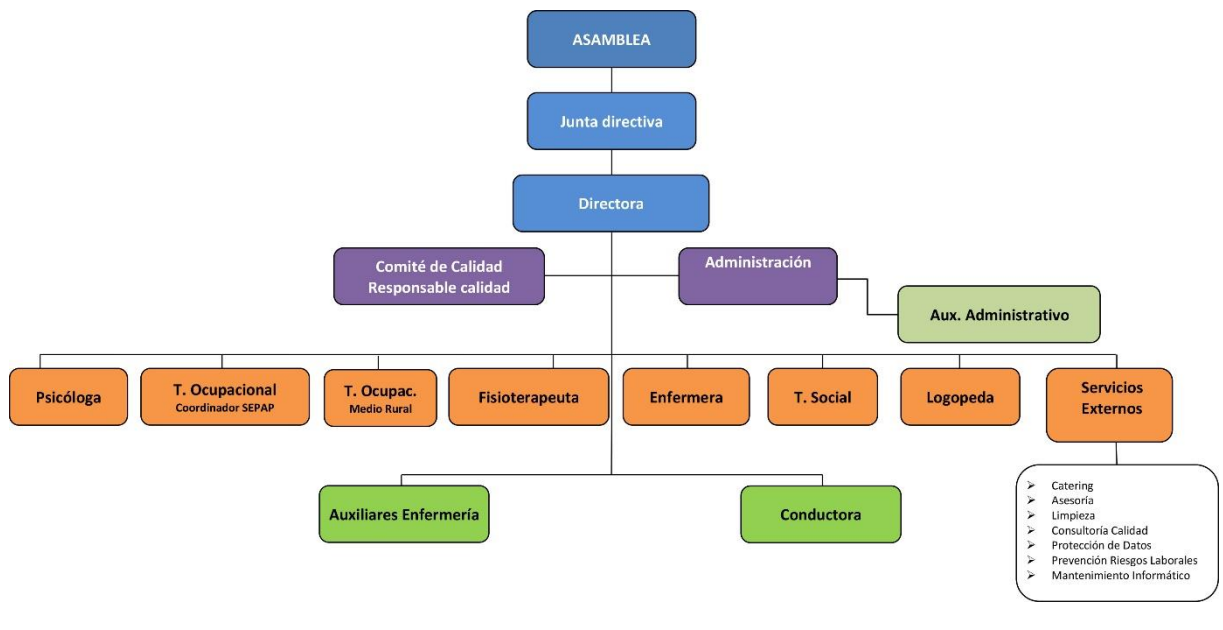 ASAMBLEA
Junta directiva
Directora
Comité de Calidad
Responsable calidad
Administración
Aux. Administrativo
Psicóloga
T. Ocupacional
Coordinador SEPAP
T. Ocupac.
Medio Rural
Fisioterapeuta
Enfermera
T. Social
Logopeda
Servicios
Externos
Auxiliares Enfermería
Conductora
➢ Catering
➢ Asesoría
➢ Limpieza
➢ Consultoría Calidad
➢ Protección de Datos
➢ Prevención Riesgos Laborales
➢ Mantenimiento Informático